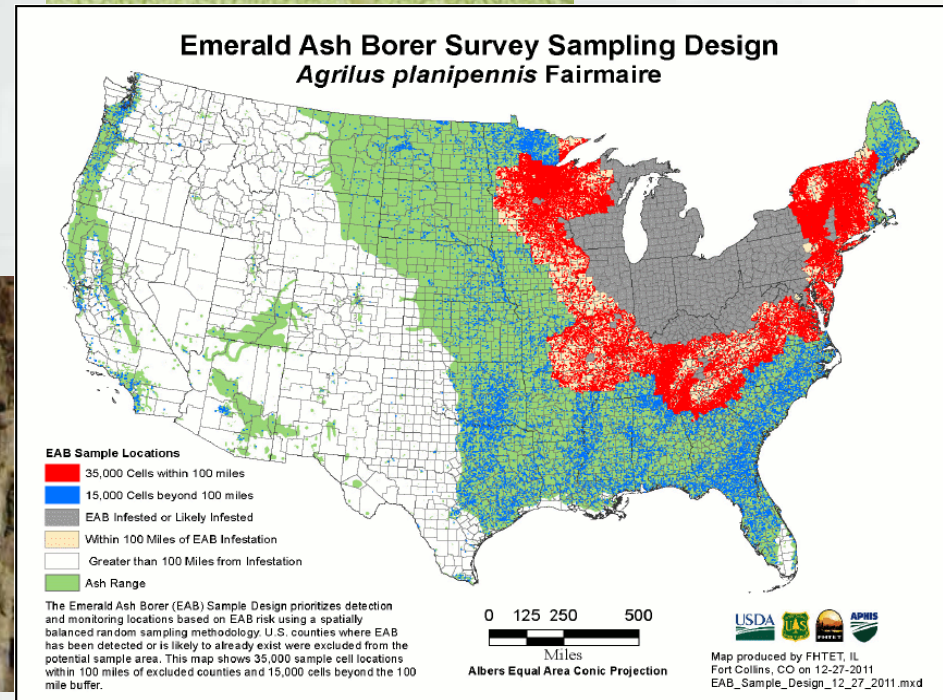 Emerald Ash Borer Survey Sampling Design
Agrilus planipennis Fairmaire
EAB Sample Locations
35,000 Cells within 100 miles
15,000 Cells beyond 100 miles
EAB Infested or Likely Infested
Within 100 Miles of EAB Infestation
Greater than 100 Miles from Infestation
Ash Range
The Emerald Ash Borer (EAB) Sample Design prioritizes detection
and monitoring locations based on EAB risk using a spatially
balanced random sampling methodology. U.S. counties where EAB
has been detected or is likely to already exist were excluded from the
potential sample area. This map shows 35,000 sample cell locations
within 100 miles of excluded counties and 15,000 cells beyond the 100
mile buffer.
0 125 250 500
Miles
Albers Equal Area Conic Projection
USDA
UAS
FHTET
APHIS
Map produced by FHTET, IL
Fort Collins, CO on 12-27-2011
EAB_Sample_Design_12_27_2011.mxd